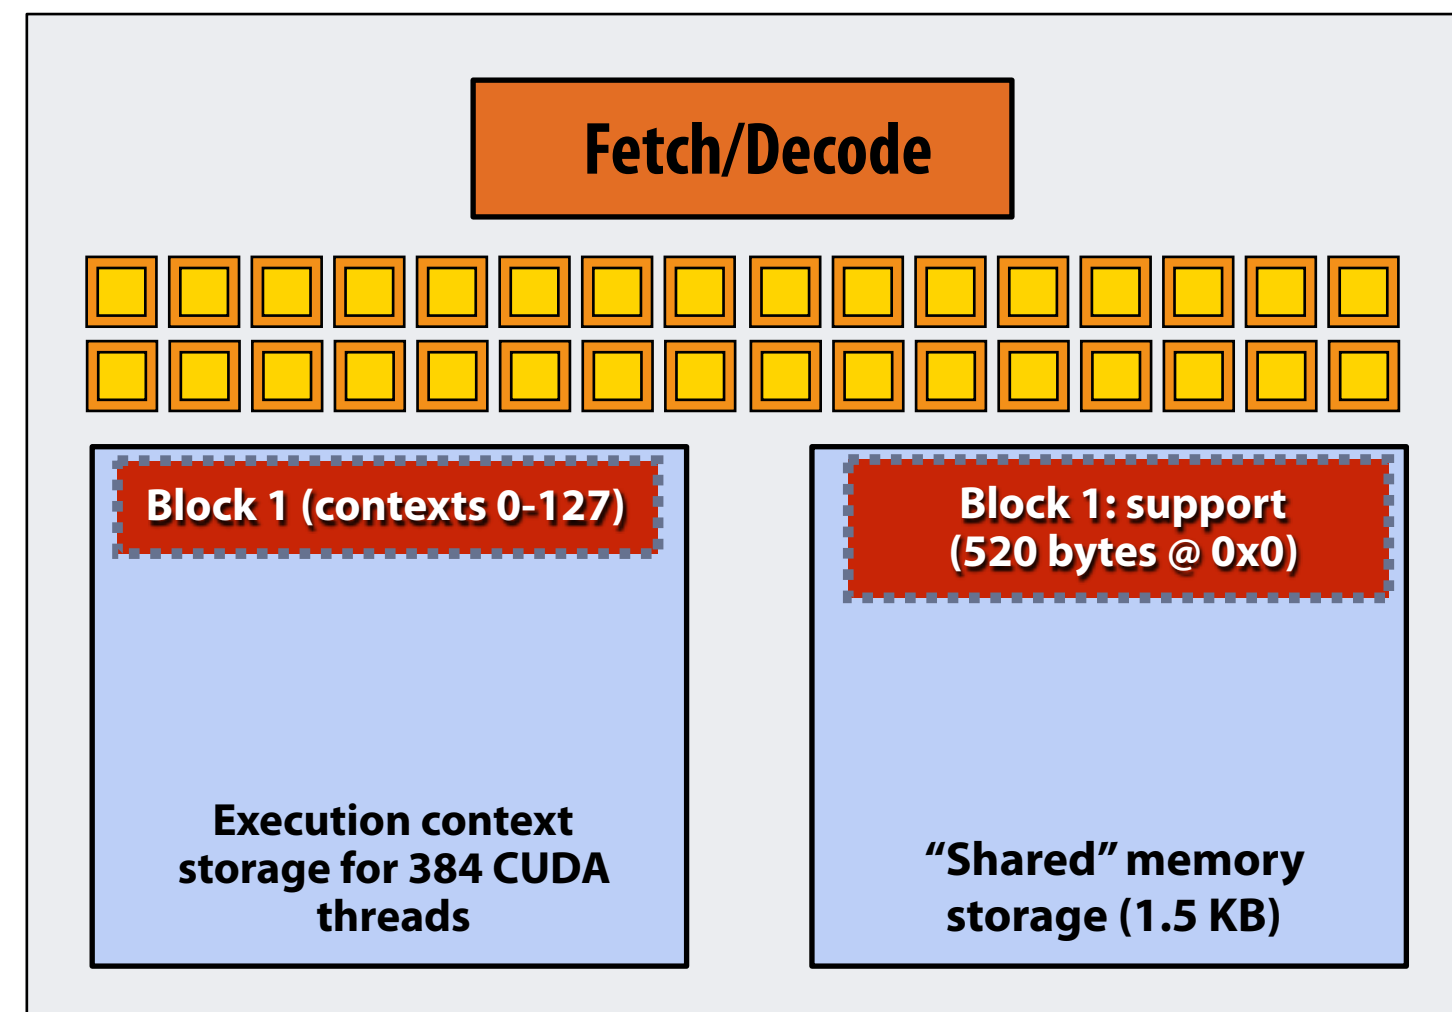 Fetch/Decode
Block 1 (contexts 0-127)
Block 1: support
(520 bytes @ 0x0)
Execution context
storage for 384 CUDA
threads
“Shared” memory
storage (1.5 KB)